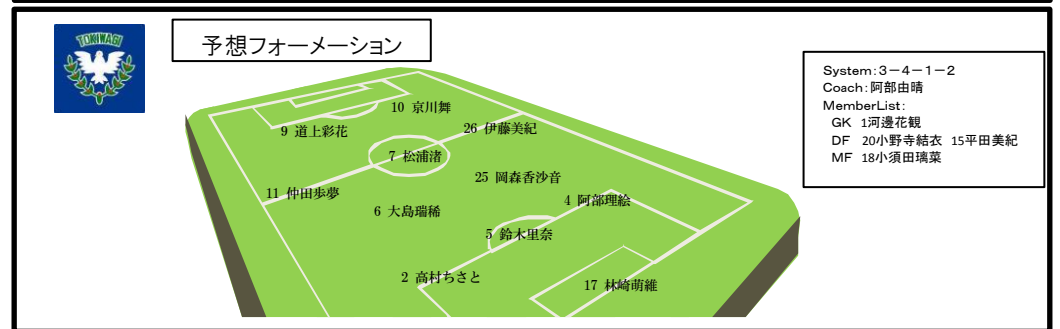 TOKIWAGI
予想フォーメーション
10 京川舞
9 道上彩花
26 伊藤美紀
7 松浦渚
25 岡森香沙音
11 仲田歩夢
4 阿部理絵
6 大島瑞稀
5 鈴木里奈
2 高村ちさと
17 林崎萌維
System:3－4－1－2
Coach:阿部由晴
MemberList:
GK 1河邊花観
DF 20小野寺結衣 15平田美紀
MF 18小須田璃菜